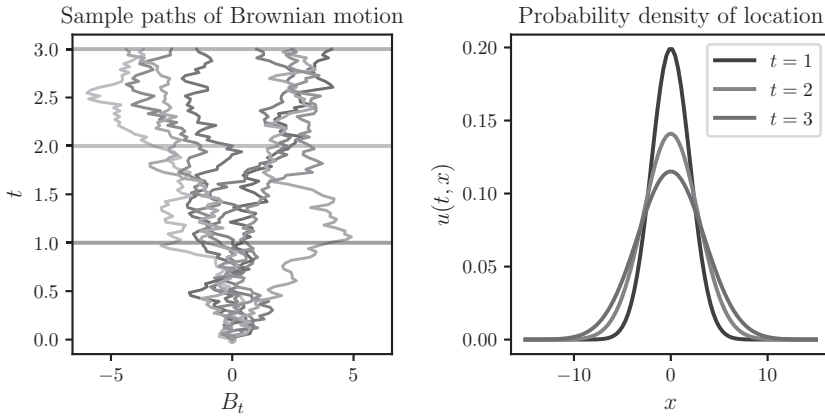 Sample paths of Brownian motion
3.0
2.5
2.0
1.5
1.0
0.5
0.0
t
−5 0 5
B_t
Probability density of location
0.20
0.15
0.10
0.05
0.00
u(t, x)
t = 1
t = 2
t = 3
−10 0 10
x